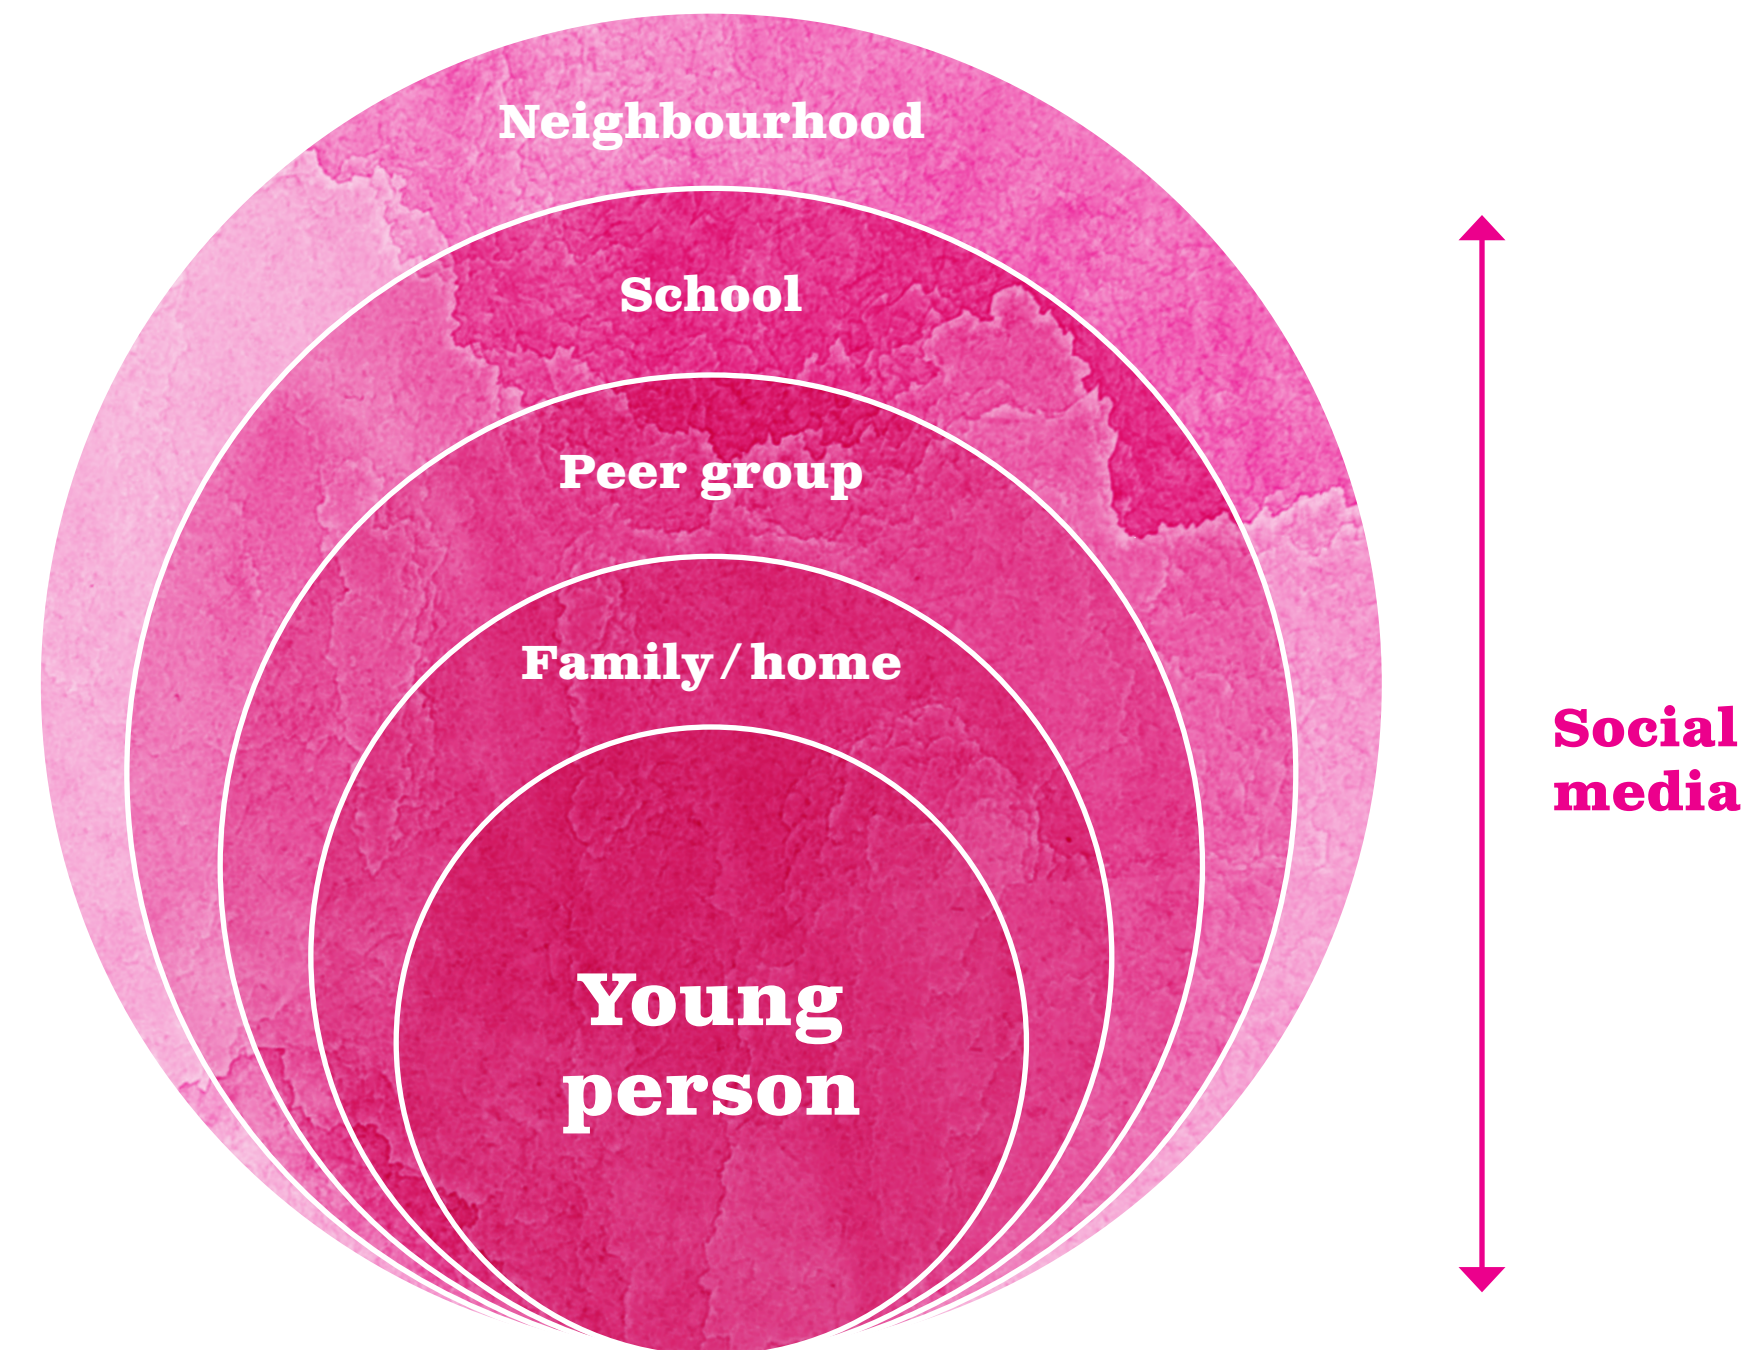 Neighbourhood
School
Peer group
Family / home
Young
person
Social
media